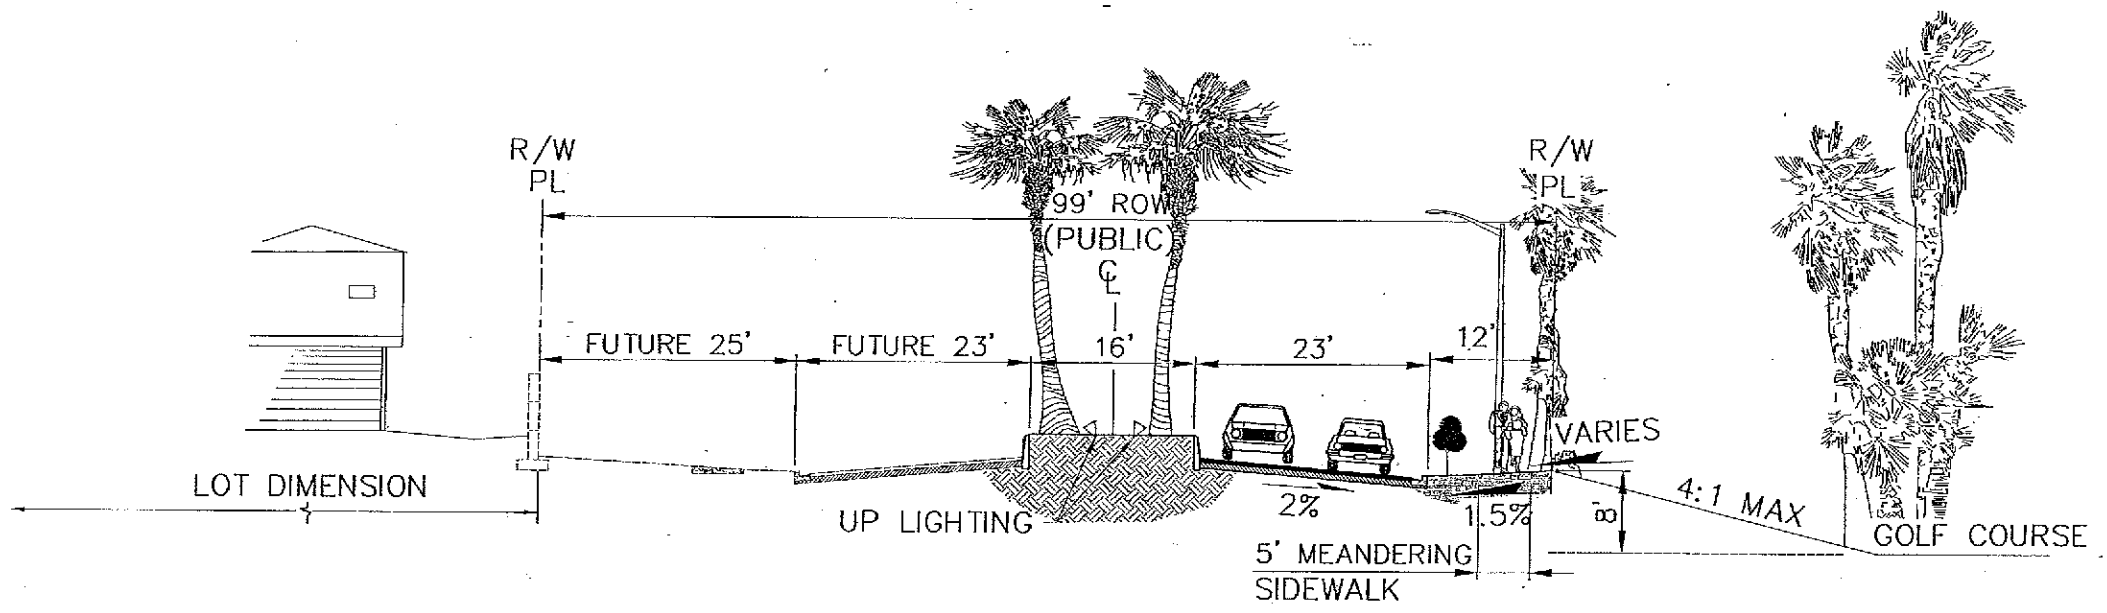 R/W
PL
R/W
PL
99' ROW
(PUBLIC)
CL
FUTURE 25'
FUTURE 23'
16'
23'
12'
VARIES
LOT DIMENSION
UP LIGHTING
2%
1.5%
8'
4:1 MAX
GOLF COURSE
5' MEANDERING
SIDEWALK